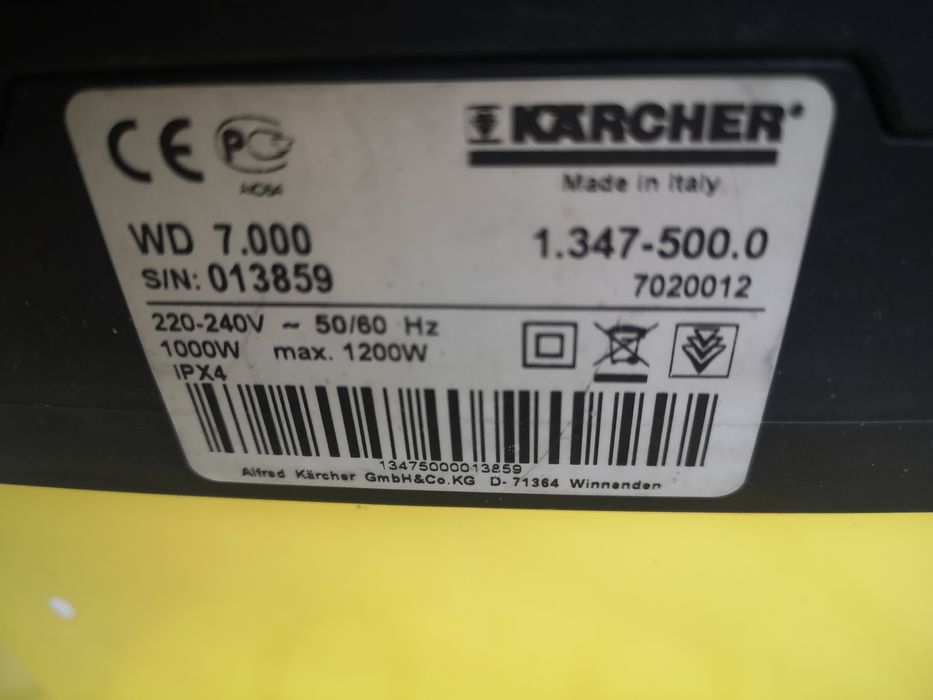 CE PC KÄRCHER
Made in Italy
WD 7.000 1.347-500.0
S/N: 013859 7020012
220-240V ~ 50/60 Hz
1000W max. 1200W
IPX4
13475000013859
Alfred Kärcher GmbH&Co.KG D-71364 Winnenden